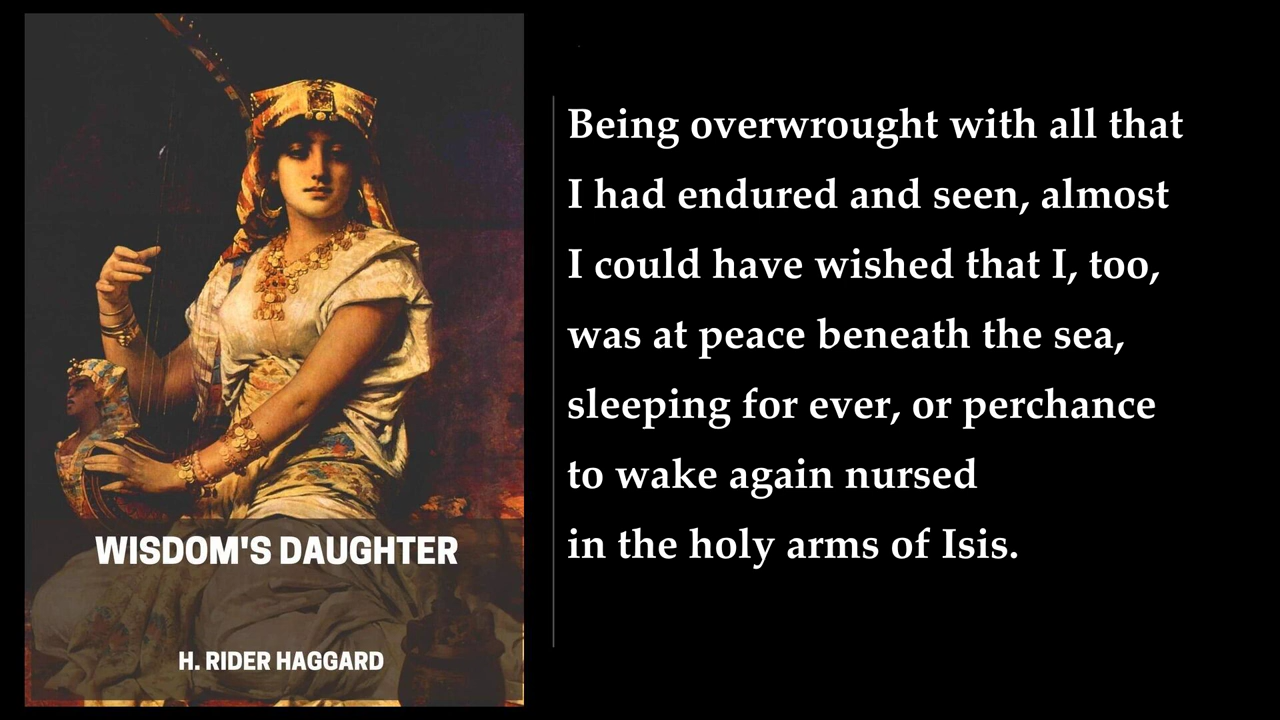 WISDOM'S DAUGHTER
H. RIDER HAGGARD
Being overwrought with all that
I had endured and seen, almost
I could have wished that I, too,
was at peace beneath the sea,
sleeping for ever, or perchance
to wake again nursed
in the holy arms of Isis.